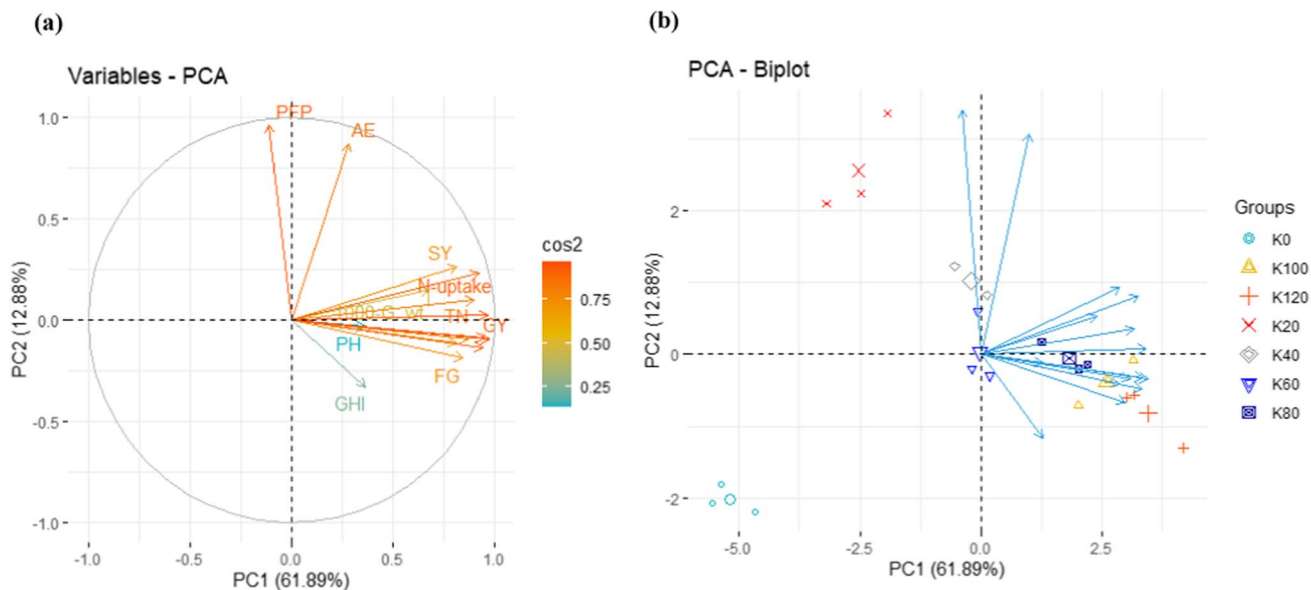 (a)
Variables - PCA
PC2 (12.88%)
1.0
0.5
0.0
-0.5
-1.0
PFP
AE
SY
N-uptake
1000-G. wt
TN
GY
PH
FG
GHI
-1.0 -0.5 0.0 0.5 1.0
PC1 (61.89%)
cos2
0.75
0.50
0.25
(b)
PCA - Biplot
PC2 (12.88%)
2
0
-2
-5.0 -2.5 0.0 2.5
PC1 (61.89%)
Groups
K0
K100
K120
K20
K40
K60
K80